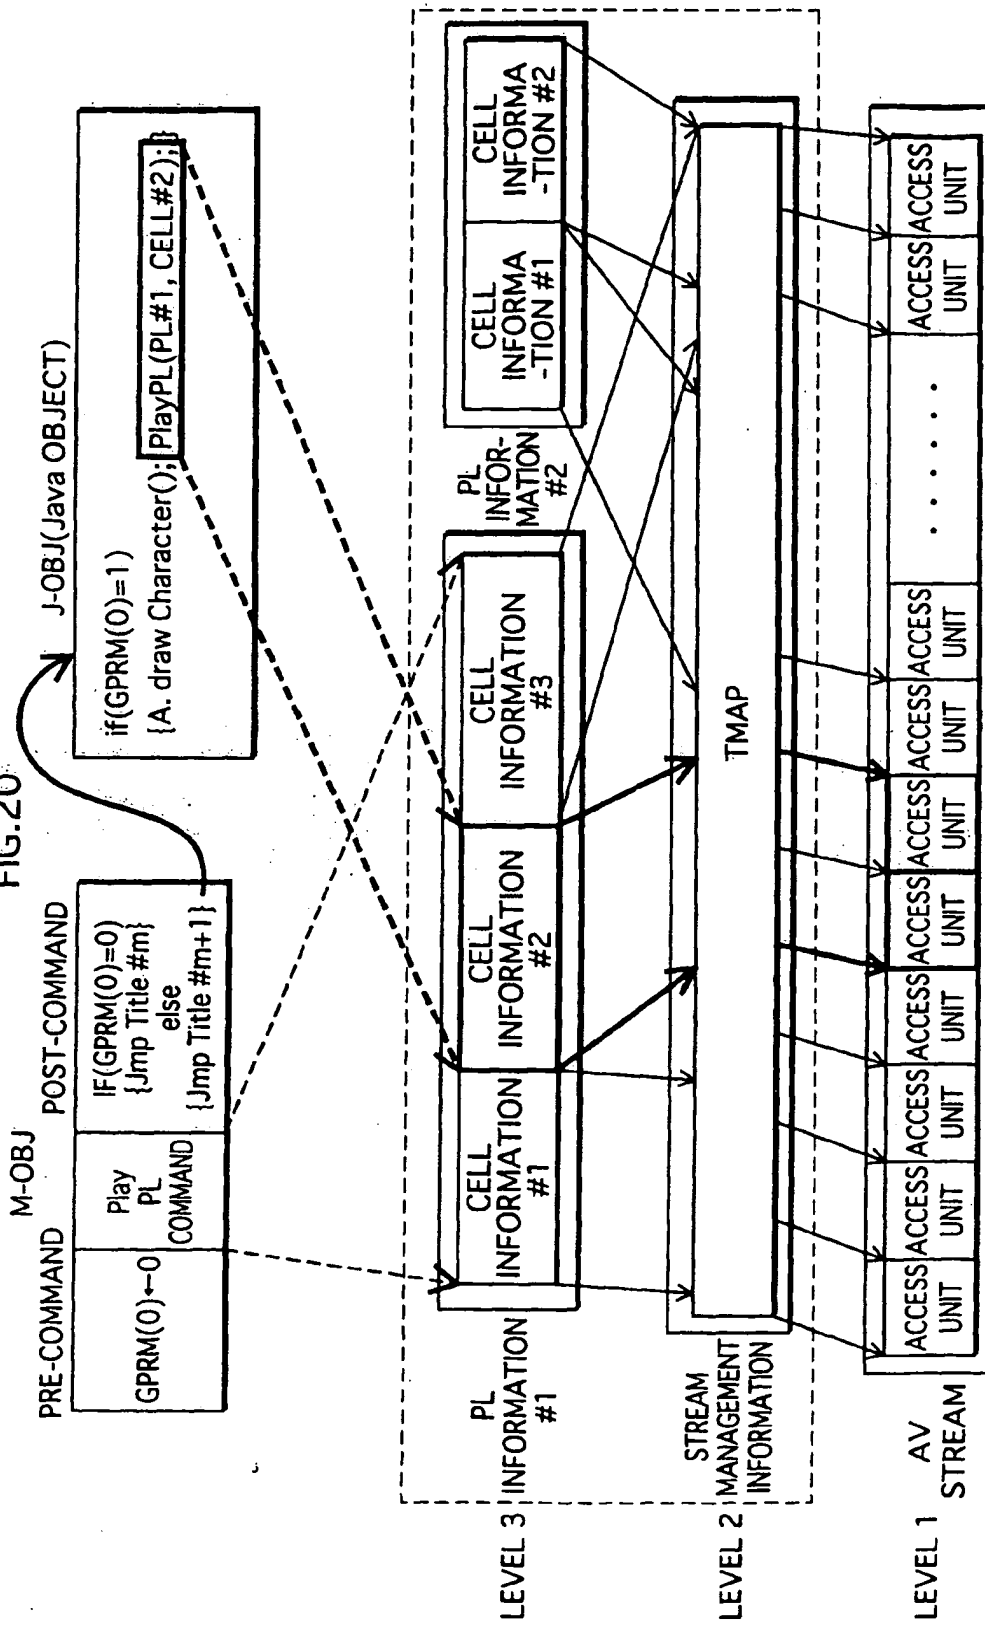 FIG.20
M-OBJ
PRE-COMMAND
POST-COMMAND
GPRM(0)←0
Play
PL
COMMAND
IF(GPRM(0)=0)
{Jmp Title #m}
else
{Jmp Title #m+1}
J-OBJ(Java OBJECT)
if(GPRM(0)=1)
{A. draw Character(); PlayPL(PL#1, CELL#2);}
LEVEL 3
PL
INFORMATION
#1
CELL
INFORMATION
#1
CELL
INFORMATION
#2
CELL
INFORMATION
#3
PL
INFOR-
MATION
#2
CELL
INFORMA
-TION #1
CELL
INFORMA
-TION #2
LEVEL 2
STREAM
MANAGEMENT
INFORMATION
TMAP
LEVEL 1
AV
STREAM
ACCESS
UNIT
ACCESS
UNIT
ACCESS
UNIT
ACCESS
UNIT
ACCESS
UNIT
ACCESS
UNIT
ACCESS
UNIT
ACCESS
UNIT
. . . . . .
ACCESS
UNIT
ACCESS
UNIT